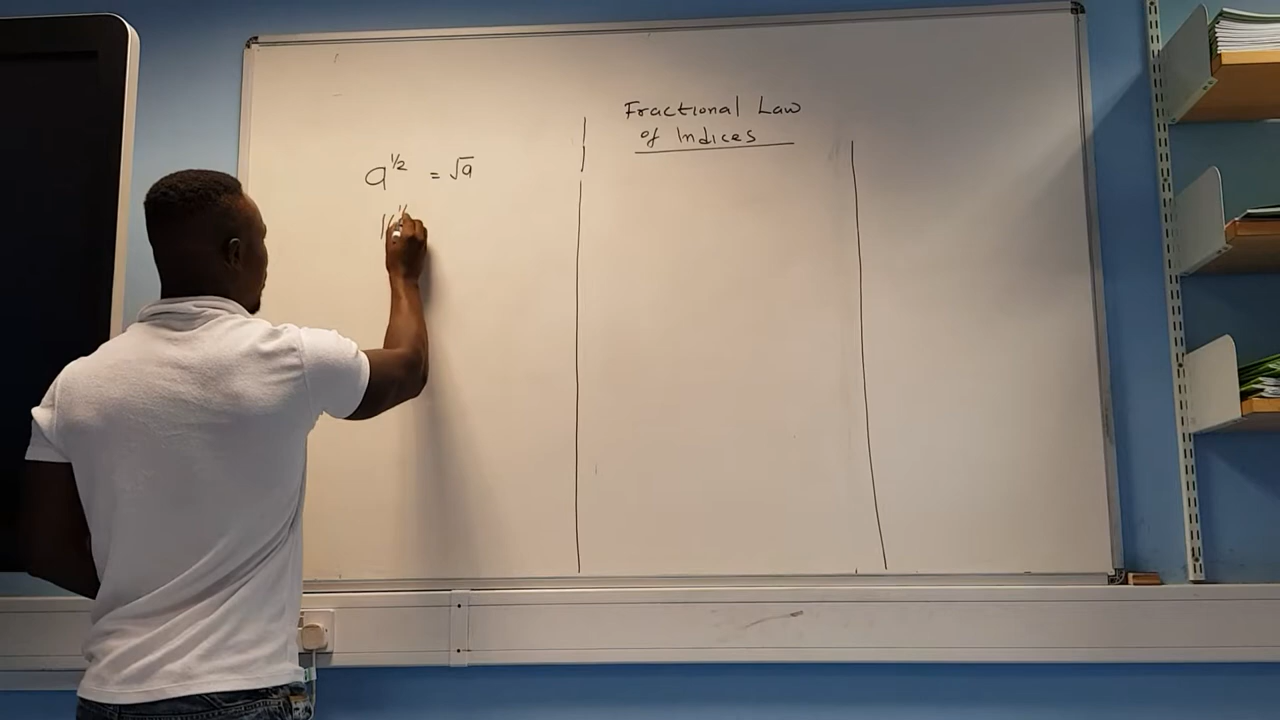 Fractional Law
of Indices
a^1/2 = √a